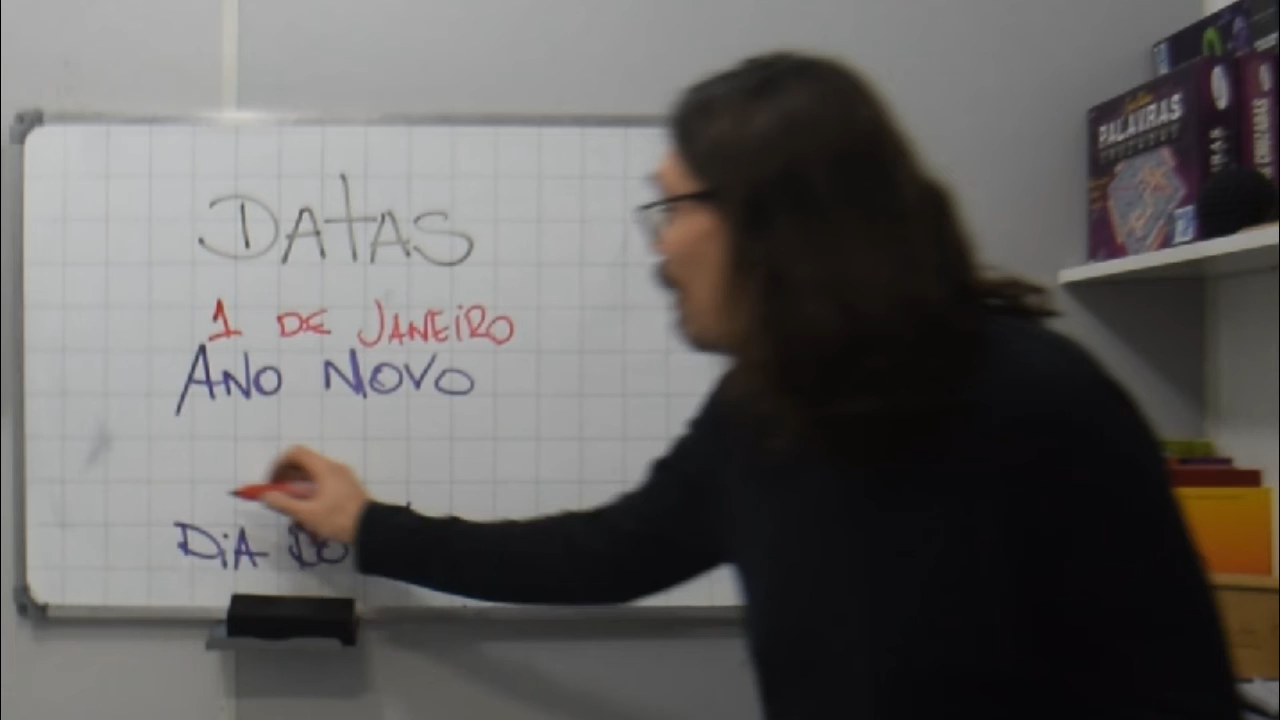 DATAS
1 DE JANEIRO
ANO NOVO
DIA DO
PALAVRAS